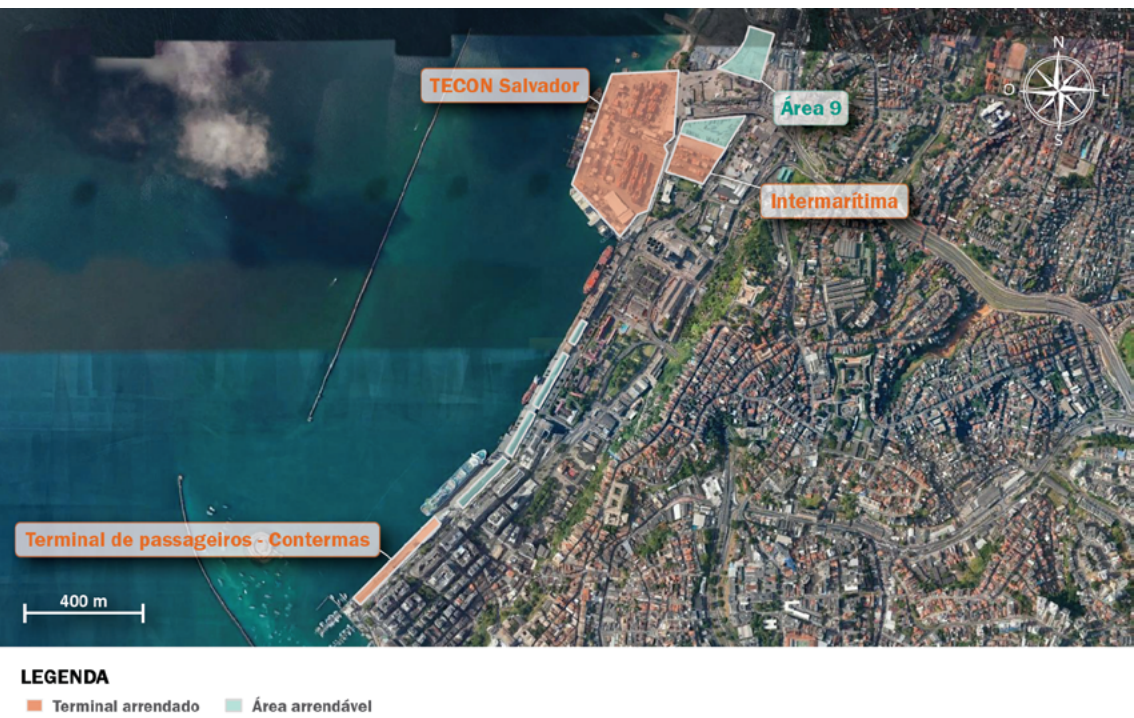 N
TECON Salvador
O
L
Área 9
S
Intermarítima
Terminal de passageiros - Contermas
400 m
LEGENDA
Terminal arrendado
Área arrendável